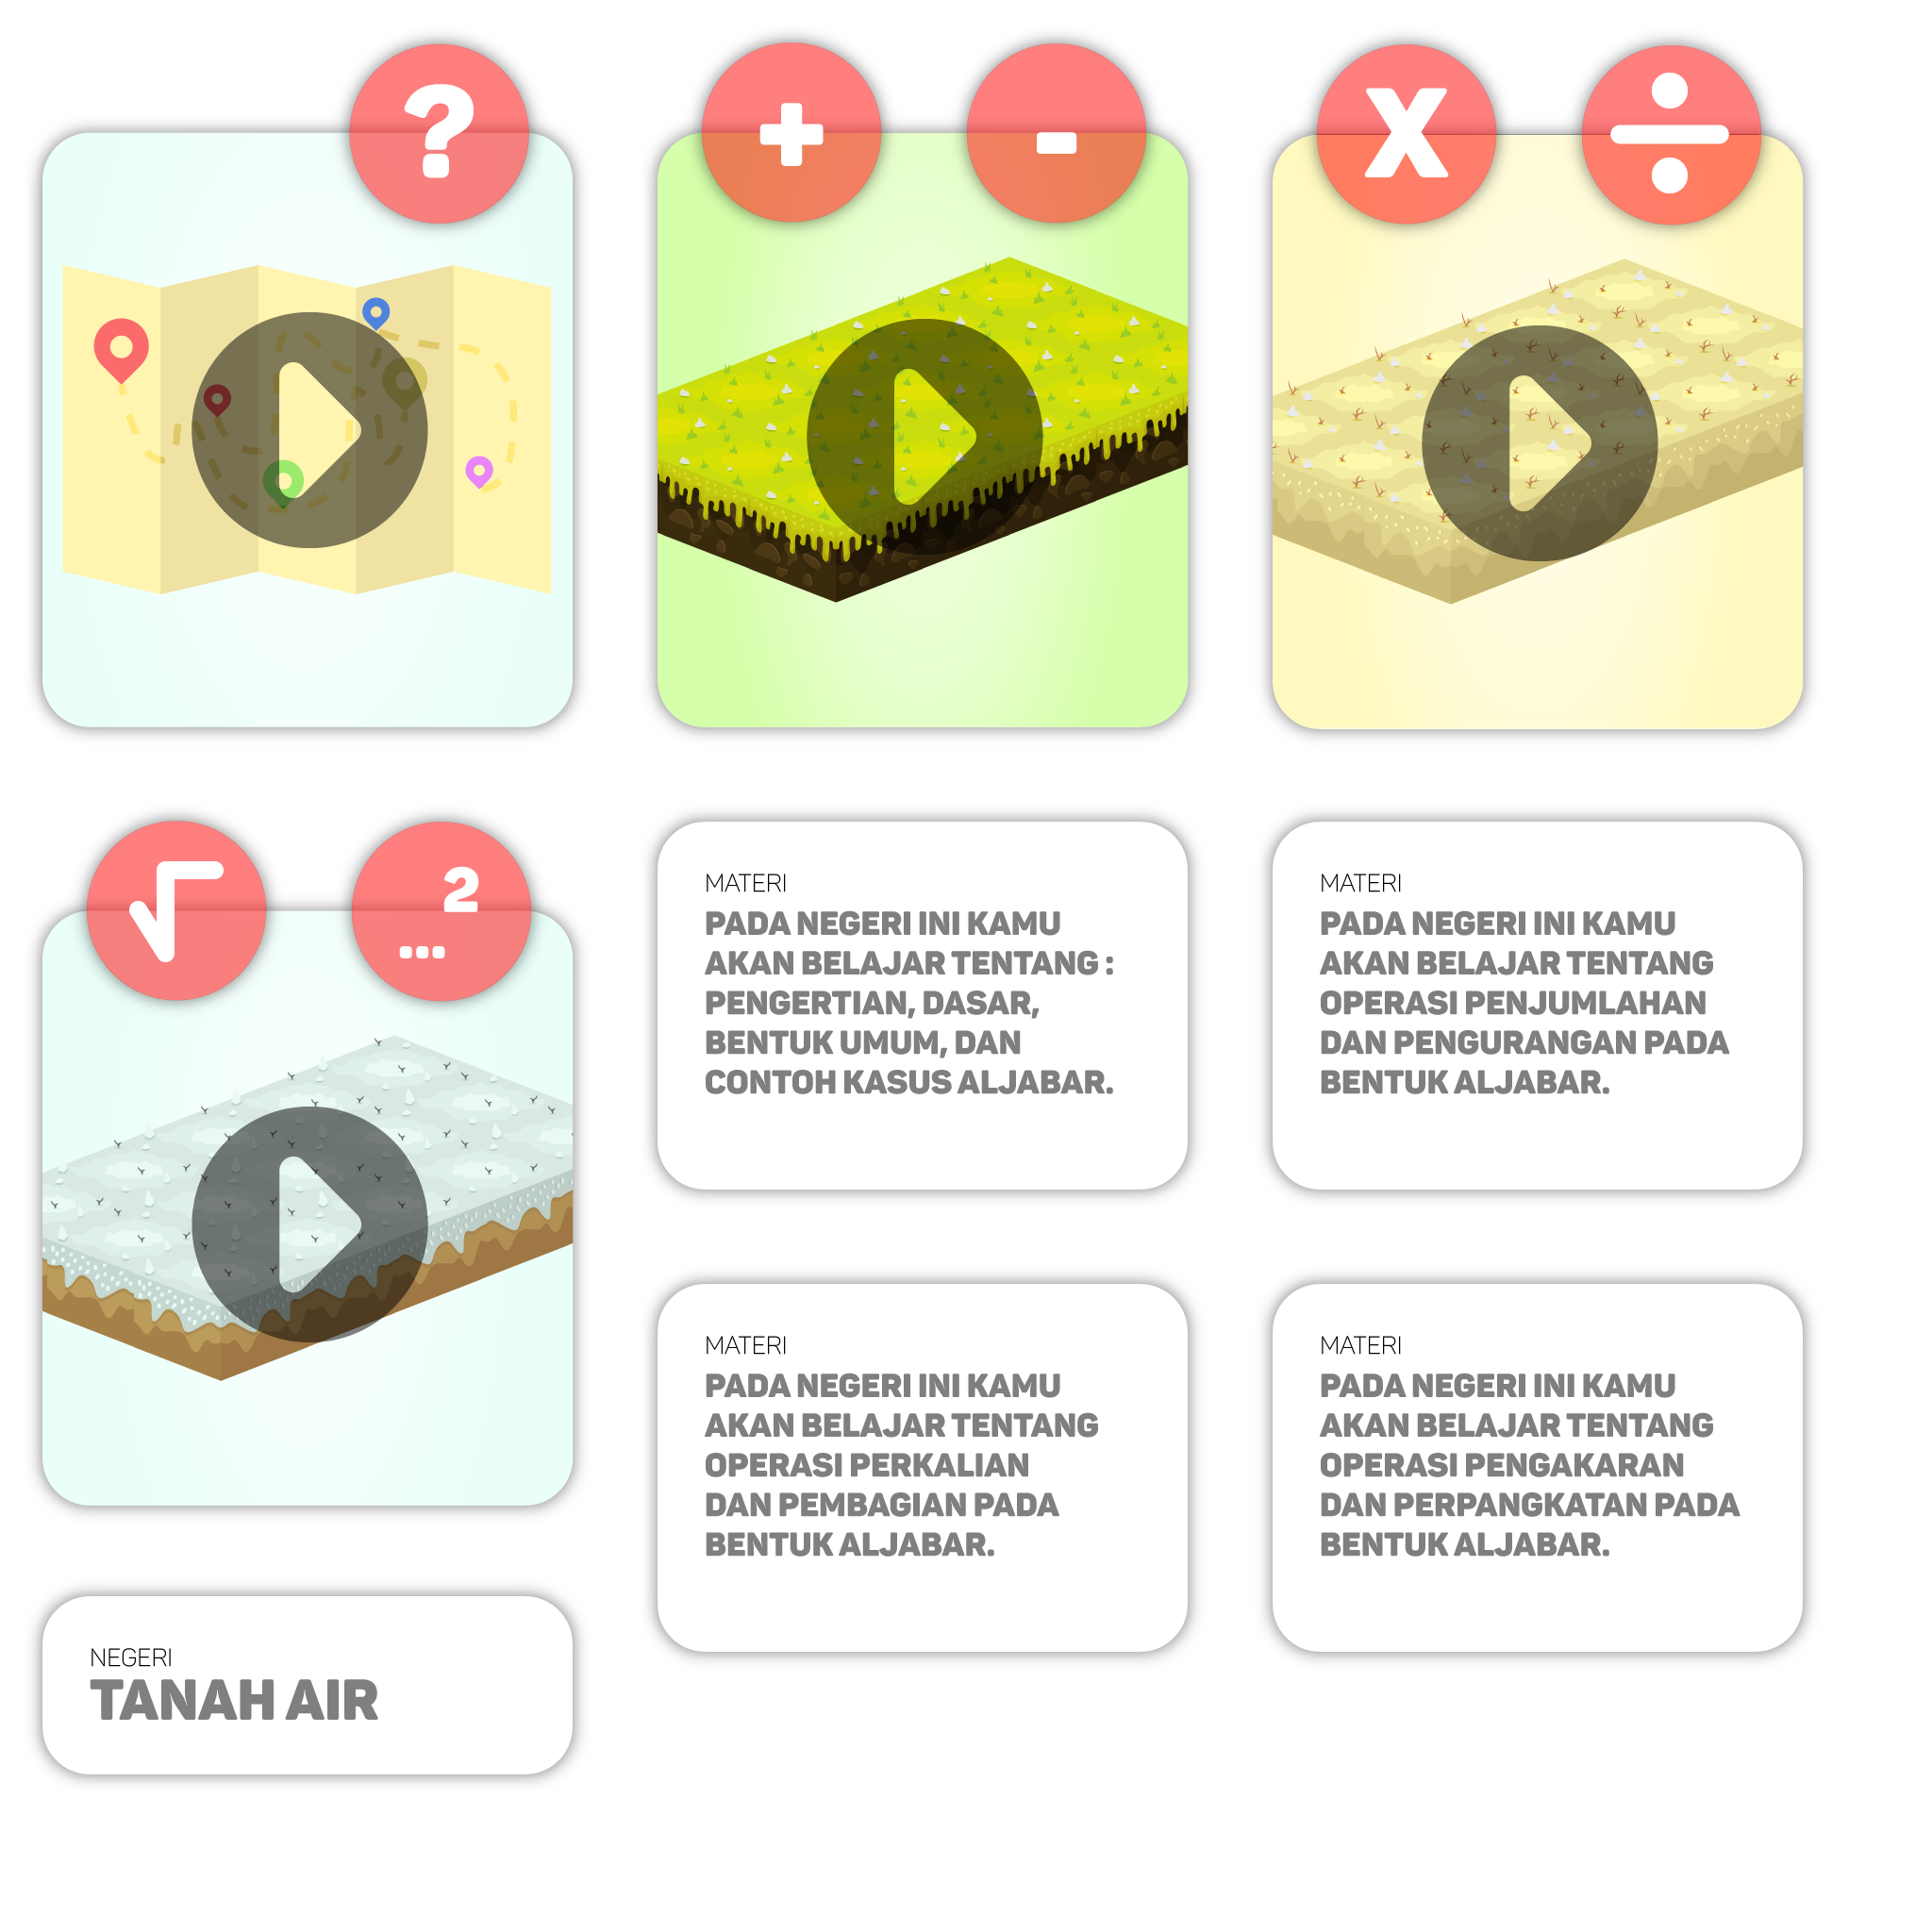 ?
+
-
X
÷
√
...²
MATERI
PADA NEGERI INI KAMU
AKAN BELAJAR TENTANG :
PENGERTIAN, DASAR,
BENTUK UMUM, DAN
CONTOH KASUS ALJABAR.
MATERI
PADA NEGERI INI KAMU
AKAN BELAJAR TENTANG
OPERASI PENJUMLAHAN
DAN PENGURANGAN PADA
BENTUK ALJABAR.
MATERI
PADA NEGERI INI KAMU
AKAN BELAJAR TENTANG
OPERASI PERKALIAN
DAN PEMBAGIAN PADA
BENTUK ALJABAR.
MATERI
PADA NEGERI INI KAMU
AKAN BELAJAR TENTANG
OPERASI PENGAKARAN
DAN PERPANGKATAN PADA
BENTUK ALJABAR.
NEGERI
TANAH AIR